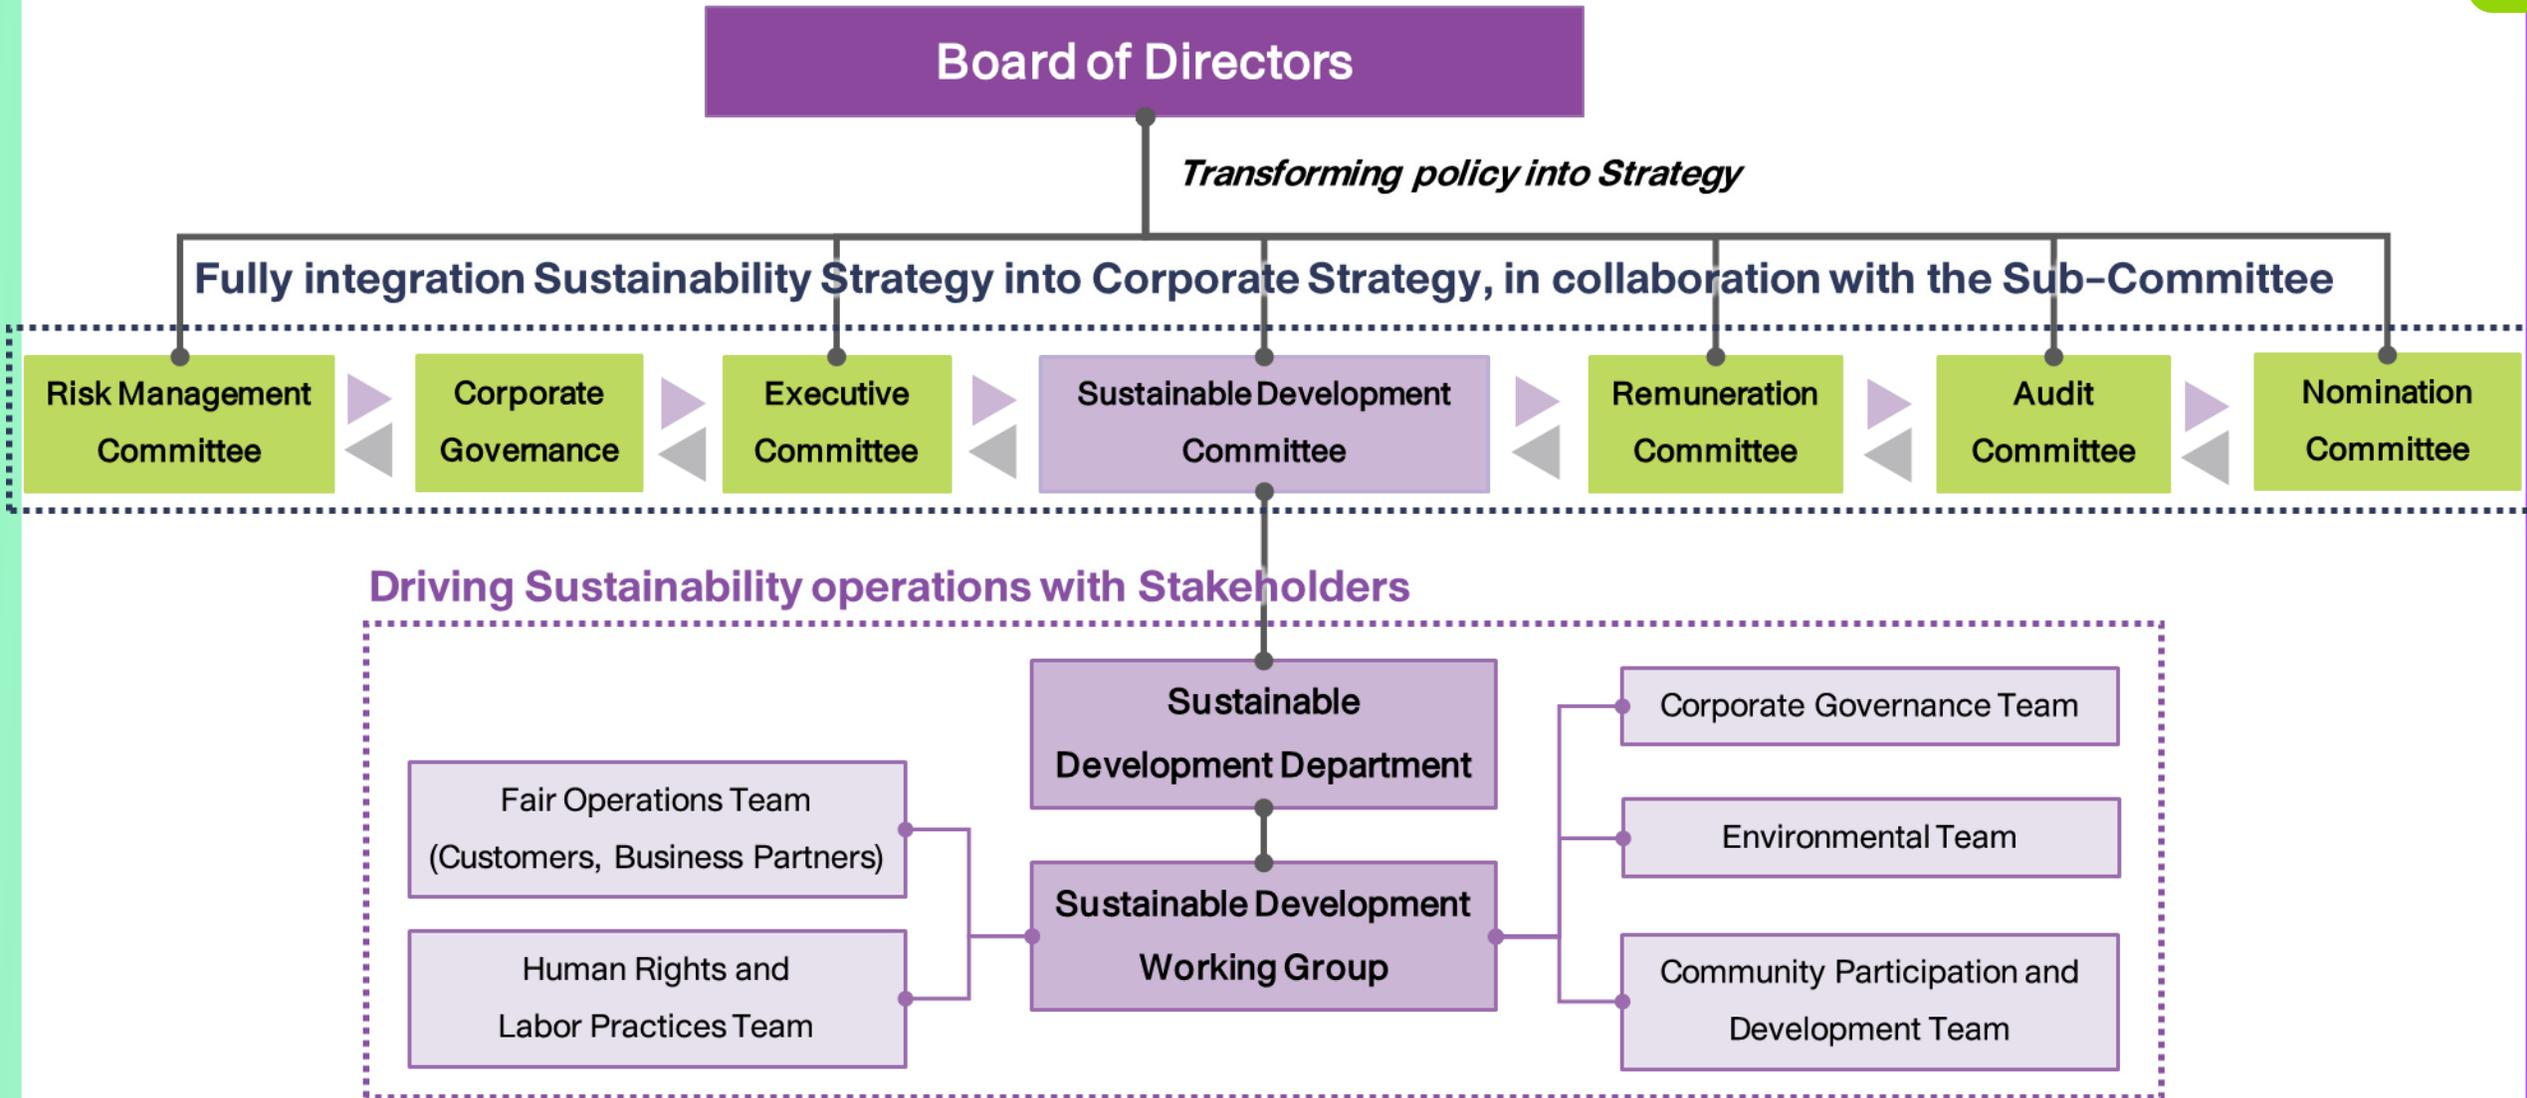 Board of Directors
Transforming policy into Strategy
Fully integration Sustainability Strategy into Corporate Strategy, in collaboration with the Sub-Committee
Risk Management
Committee
Corporate
Governance
Executive
Committee
Sustainable Development
Committee
Remuneration
Committee
Audit
Committee
Nomination
Committee
Driving Sustainability operations with Stakeholders
Sustainable
Development Department
Fair Operations Team
(Customers, Business Partners)
Human Rights and
Labor Practices Team
Sustainable Development
Working Group
Corporate Governance Team
Environmental Team
Community Participation and
Development Team